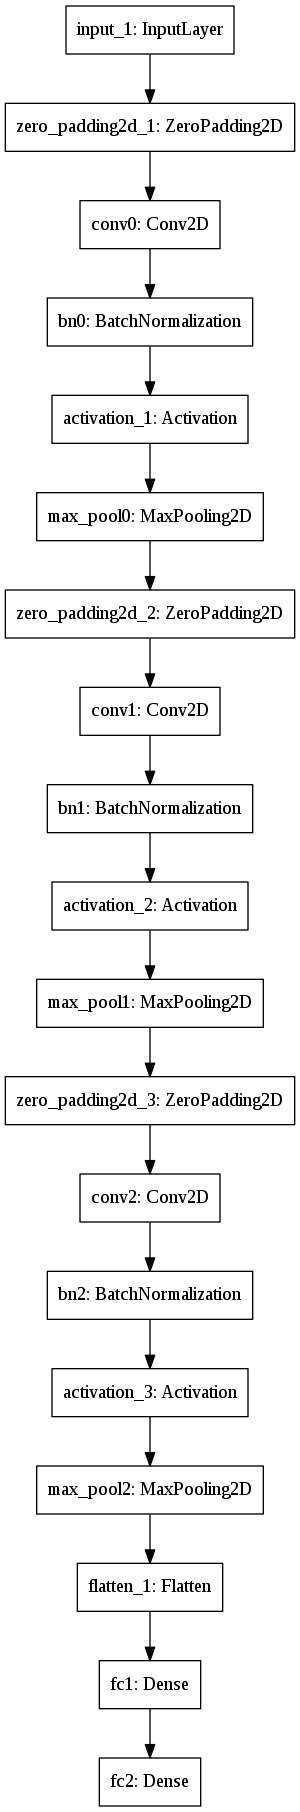 input_1: InputLayer
zero_padding2d_1: ZeroPadding2D
conv0: Conv2D
bn0: BatchNormalization
activation_1: Activation
max_pool0: MaxPooling2D
zero_padding2d_2: ZeroPadding2D
conv1: Conv2D
bn1: BatchNormalization
activation_2: Activation
max_pool1: MaxPooling2D
zero_padding2d_3: ZeroPadding2D
conv2: Conv2D
bn2: BatchNormalization
activation_3: Activation
max_pool2: MaxPooling2D
flatten_1: Flatten
fc1: Dense
fc2: Dense